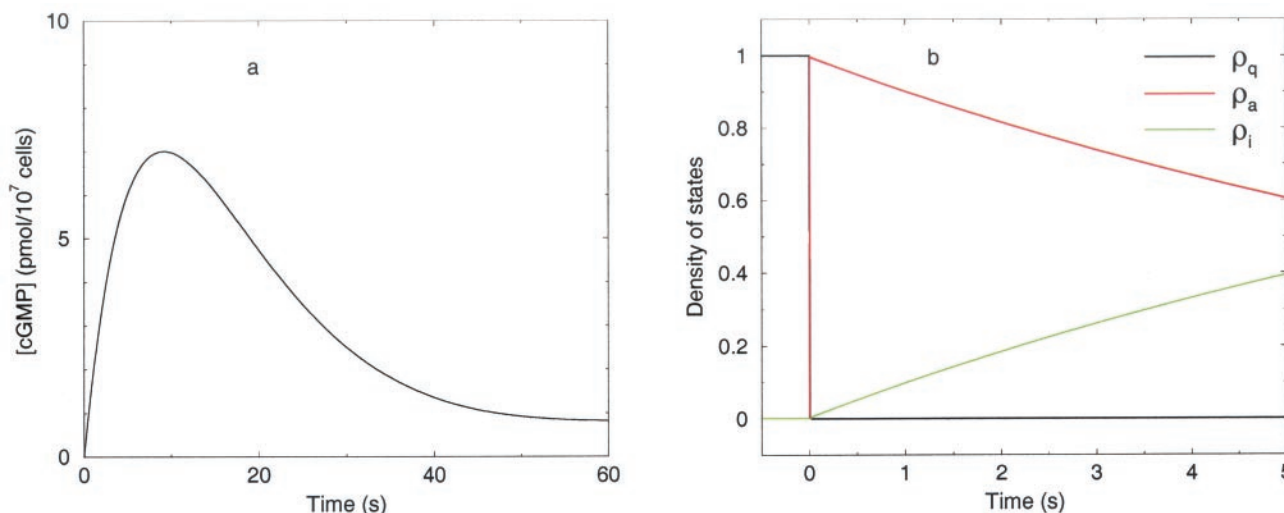 10
5
0
0
20
40
60
[cGMP] (pmol/10⁷ cells)
Time (s)
a
1
0.8
0.6
0.4
0.2
0
0
1
2
3
4
5
Density of states
Time (s)
b
ρq
ρa
ρi